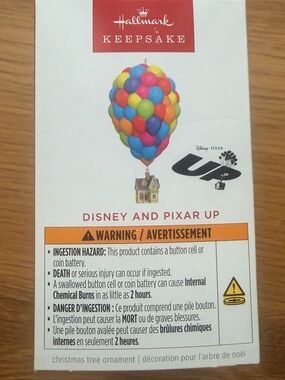 Hallmark
KEEPSAKE
Disney PIXAR
UP
DISNEY AND PIXAR UP
WARNING / AVERTISSEMENT
• INGESTION HAZARD: This product contains a button cell or
coin battery.
• DEATH or serious injury can occur if ingested.
• A swallowed button cell or coin battery can cause Internal
Chemical Burns in as little as 2 hours.
• DANGER D'INGESTION : Ce produit comprend une pile bouton.
• L'ingestion peut causer la MORT ou de graves blessures.
• Une pile bouton avalée peut causer des brûlures chimiques
internes en seulement 2 heures.
christmas tree ornament | décoration pour l'arbre de noël